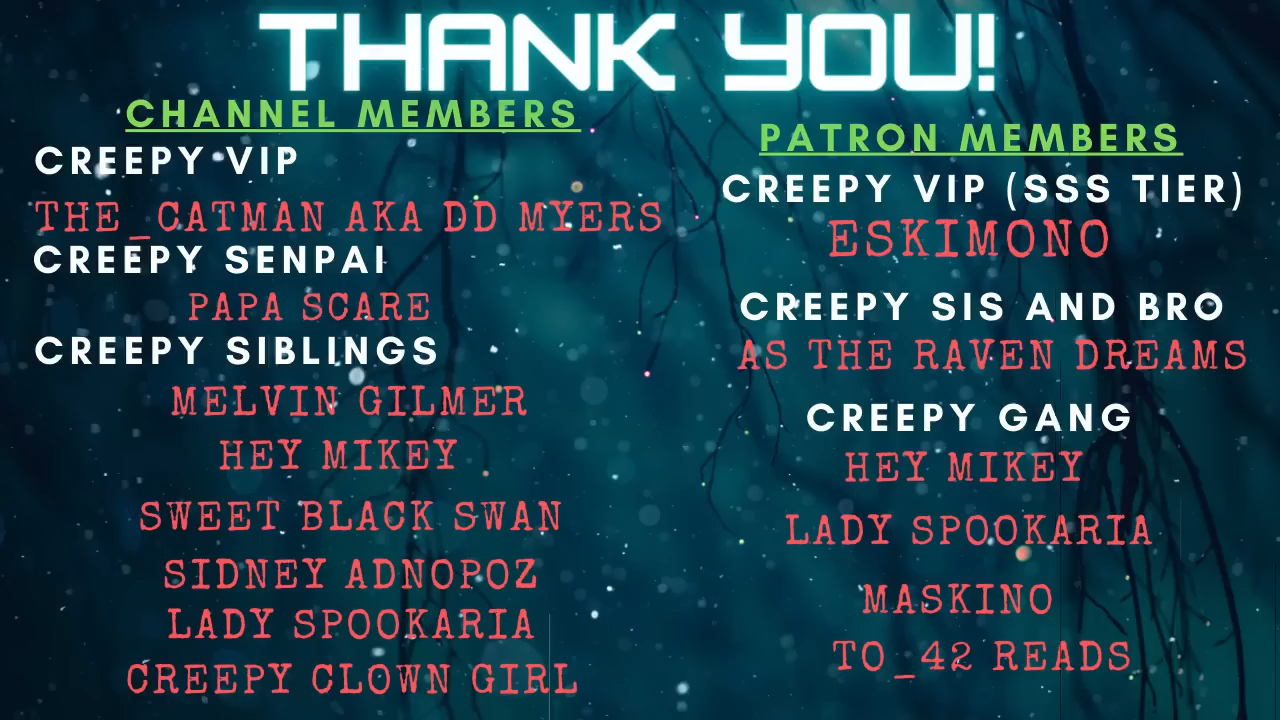 THANK YOU!
CHANNEL MEMBERS
CREEPY VIP
THE_CATMAN AKA DD MYERS
CREEPY SENPAI
PAPA SCARE
CREEPY SIBLINGS
MELVIN GILMER
HEY MIKEY
SWEET BLACK SWAN
SIDNEY ADNOPOZ
LADY SPOOKARIA
CREEPY CLOWN GIRL
PATRON MEMBERS
CREEPY VIP (SSS TIER)
ESKIMONO
CREEPY SIS AND BRO
AS THE RAVEN DREAMS
CREEPY GANG
HEY MIKEY
LADY SPOOKARIA
MASKINO
TO_42 READS